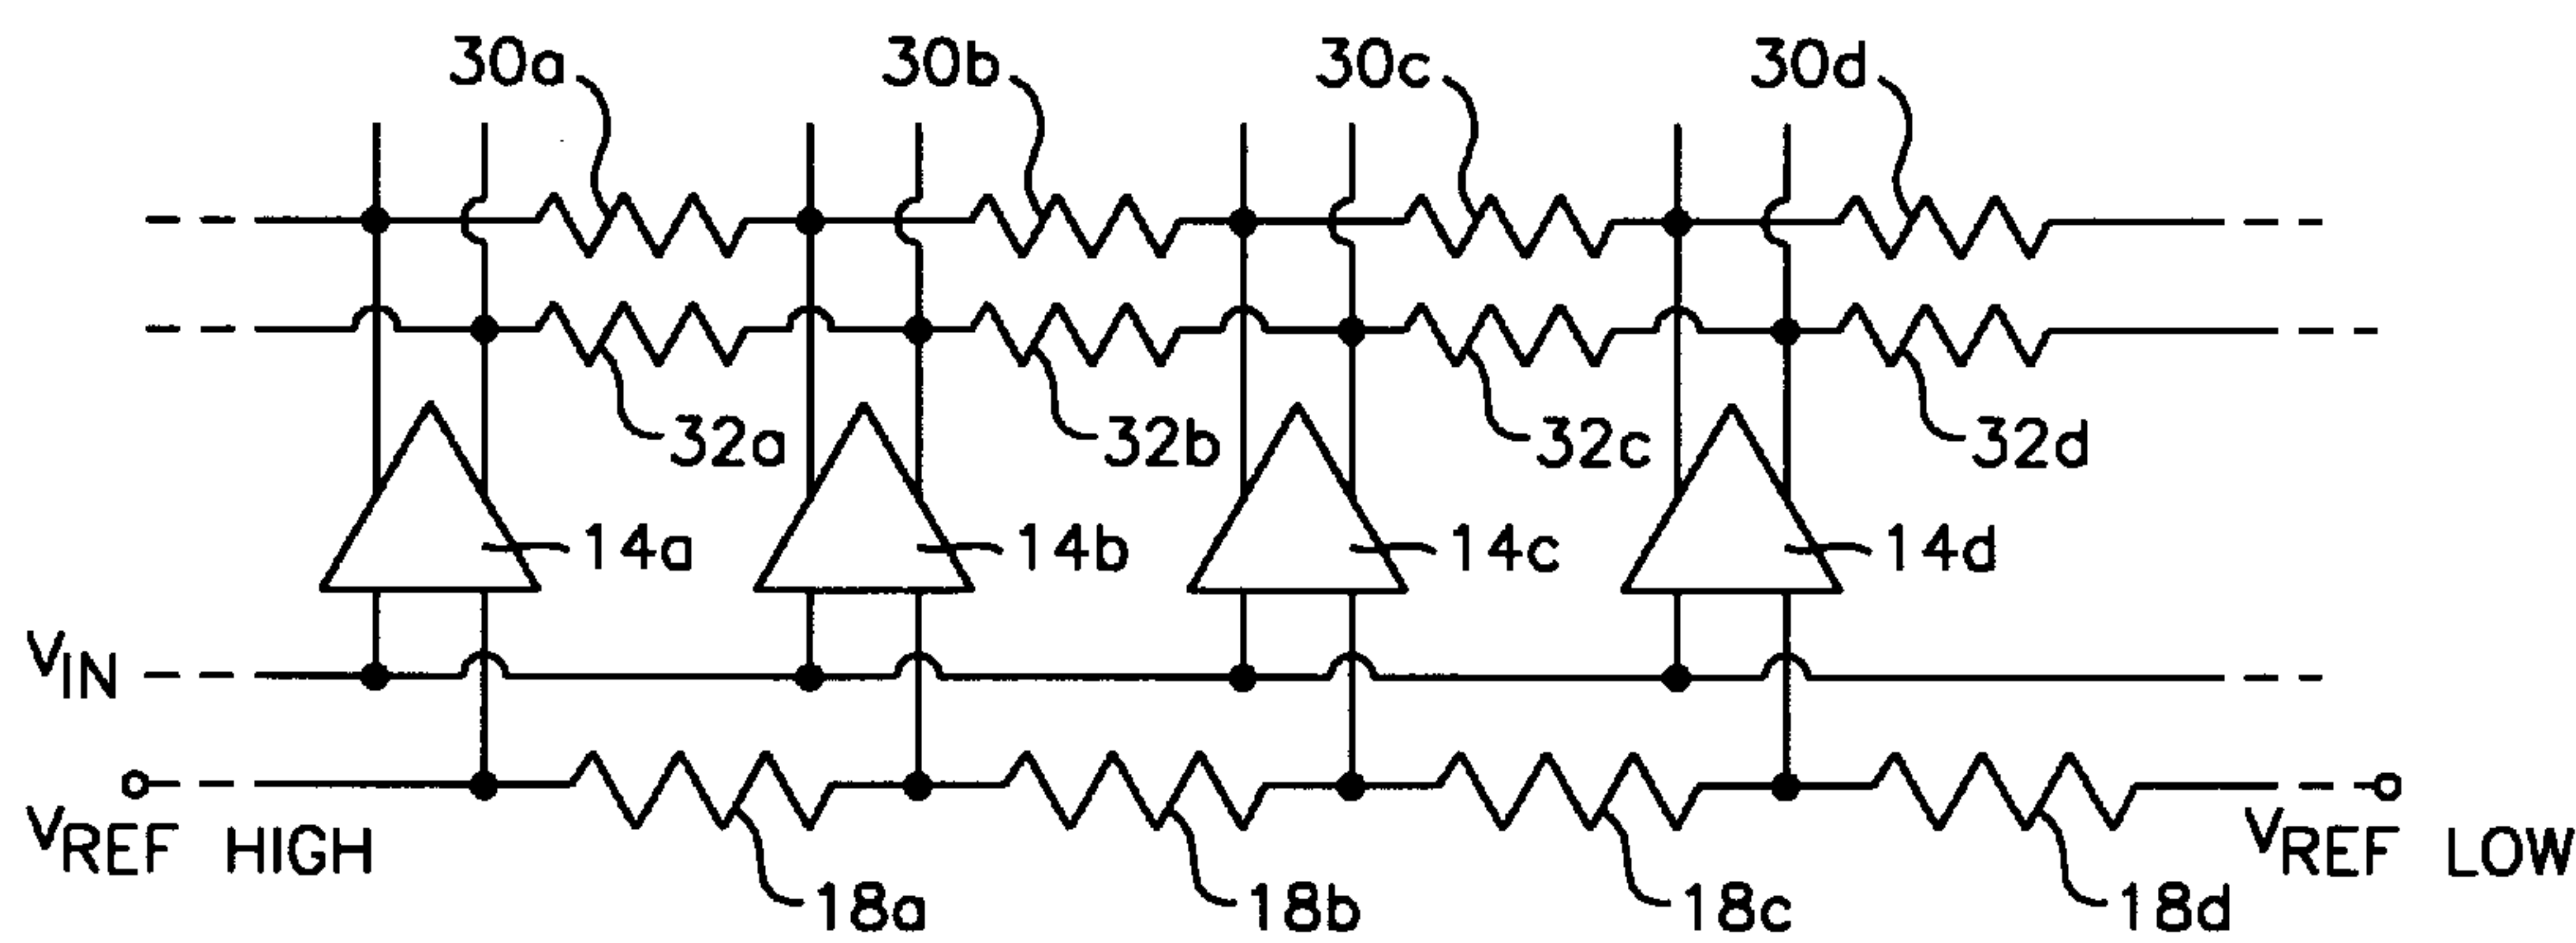 30a 30b 30c 30d
32a 32b 32c 32d
14a 14b 14c 14d
VIN
VREF HIGH VREF LOW
18a 18b 18c 18d